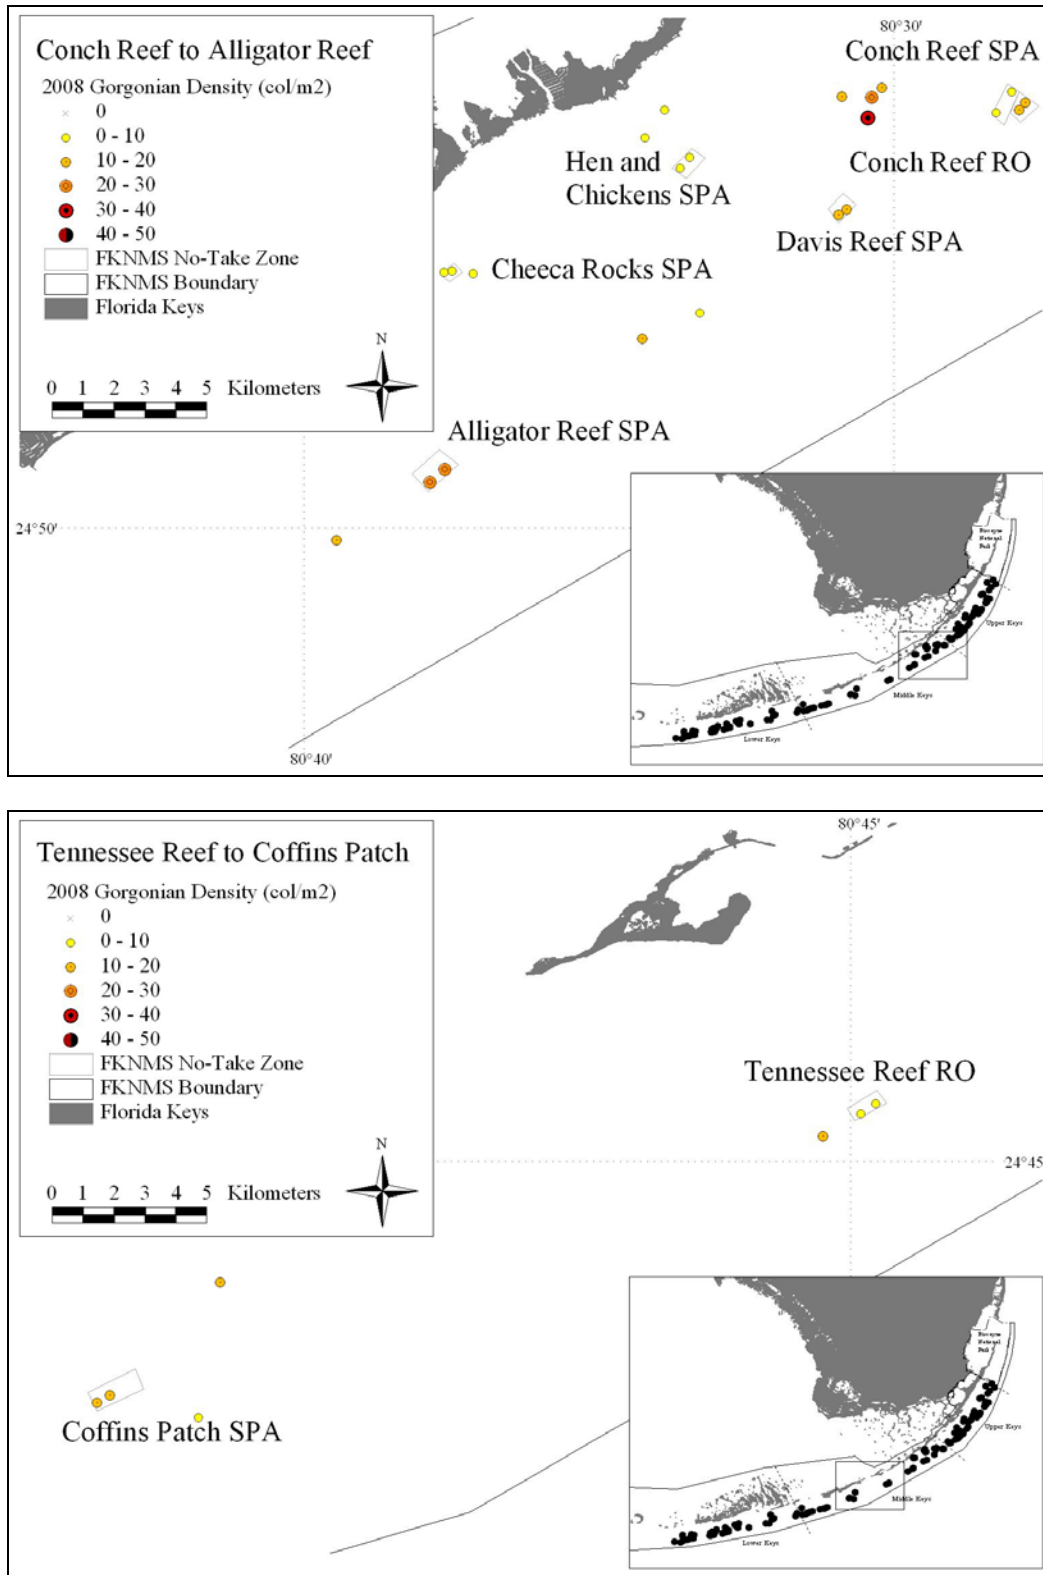 Conch Reef to Alligator Reef
2008 Gorgonian Density (col/m2)
0
0 - 10
10 - 20
20 - 30
30 - 40
40 - 50
FKNMS No-Take Zone
FKNMS Boundary
Florida Keys
0 1 2 3 4 5 Kilometers
N
80°30'
Conch Reef SPA
Hen and
Chickens SPA
Conch Reef RO
Davis Reef SPA
Cheeca Rocks SPA
Alligator Reef SPA
24°50'
80°40'
Biscayne
National
Park
Upper Keys
Middle Keys
Lower Keys
Tennessee Reef to Coffins Patch
2008 Gorgonian Density (col/m2)
0
0 - 10
10 - 20
20 - 30
30 - 40
40 - 50
FKNMS No-Take Zone
FKNMS Boundary
Florida Keys
0 1 2 3 4 5 Kilometers
N
80°45'
Tennessee Reef RO
24°45'
Coffins Patch SPA
Biscayne
National
Park
Upper Keys
Middle Keys
Lower Keys